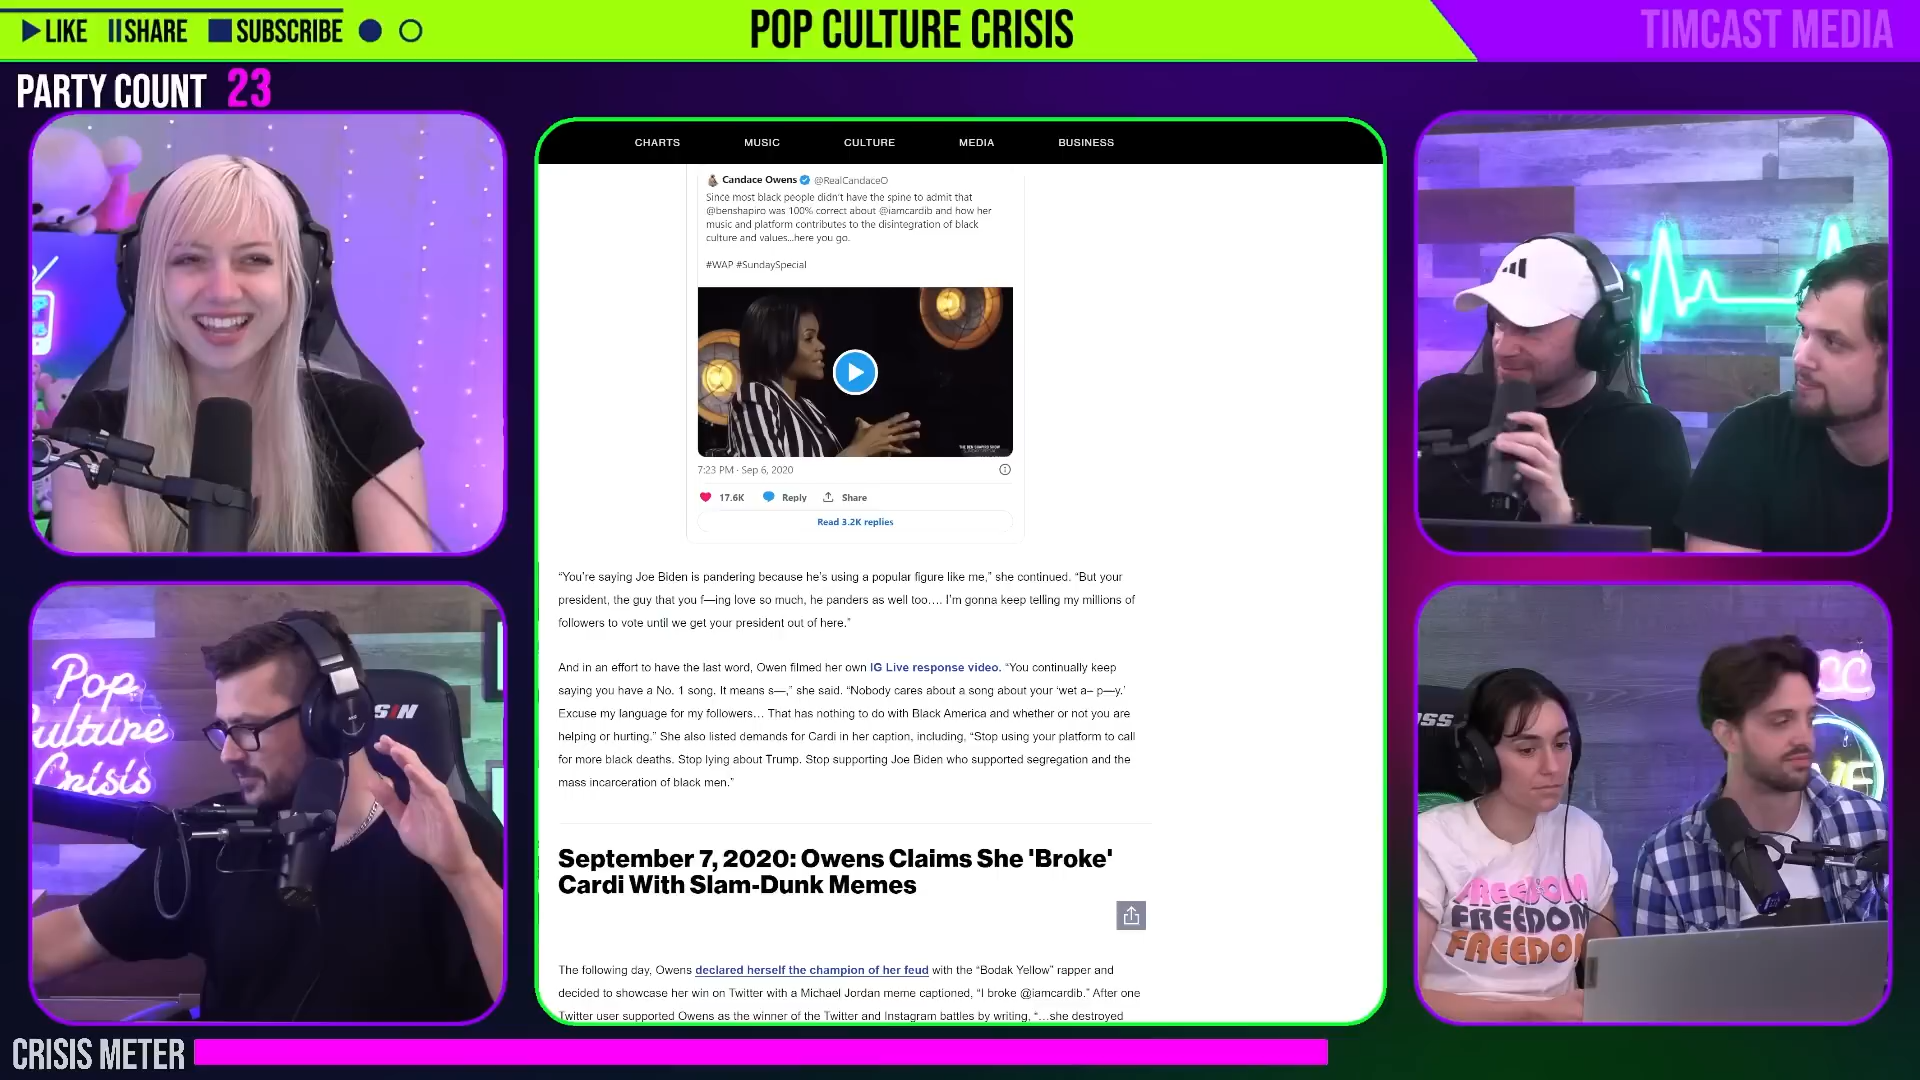 LIKE SHARE SUBSCRIBE
POP CULTURE CRISIS
TIMCAST MEDIA
PARTY COUNT 23
CHARTS MUSIC CULTURE MEDIA BUSINESS
Candace Owens @RealCandaceO
Since most black people didn't have the spine to admit that
@benshapiro was 100% correct about @iamcardib and how her
music and platform contributes to the disintegration of black
culture and values...here you go.
#WAP #SundaySpecial
7:23 PM · Sep 6, 2020
17.6K Reply Share
Read 3.2K replies
“You’re saying Joe Biden is pandering because he’s using a popular figure like me,” she continued. “But your
president, the guy that you f—ing love so much, he panders as well too…. I’m gonna keep telling my millions of
followers to vote until we get your president out of here.”
And in an effort to have the last word, Owen filmed her own IG Live response video. “You continually keep
saying you have a No. 1 song. It means s—,” she said. “Nobody cares about a song about your ‘wet a– p—y.’
Excuse my language for my followers… That has nothing to do with Black America and whether or not you are
helping or hurting.” She also listed demands for Cardi in her caption, including, “Stop using your platform to call
for more black deaths. Stop lying about Trump. Stop supporting Joe Biden who supported segregation and the
mass incarceration of black men.”
September 7, 2020: Owens Claims She 'Broke'
Cardi With Slam-Dunk Memes
The following day, Owens declared herself the champion of her feud with the “Bodak Yellow” rapper and
decided to showcase her win on Twitter with a Michael Jordan meme captioned, “I broke @iamcardib.” After one
Twitter user supported Owens as the winner of the Twitter and Instagram battles by writing, “…she destroyed
Pop
Culture
Crisis
FREEDOM
FREEDOM
FREEDOM
CRISIS METER